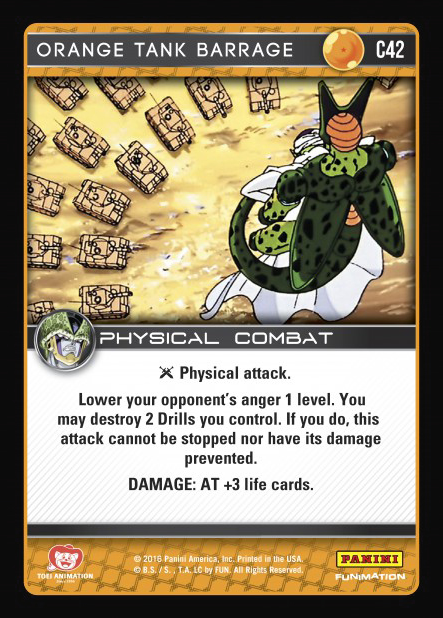 ORANGE TANK BARRAGE
C42
PHYSICAL COMBAT
Physical attack.
Lower your opponent's anger 1 level. You
may destroy 2 Drills you control. If you do, this
attack cannot be stopped nor have its damage
prevented.
DAMAGE: AT +3 life cards.
TOEI ANIMATION
© 2016 Panini America, Inc. Printed in the USA.
© B.S. / S. , T.A. LC by FUN. All Rights Reserved.
PANINI
FUNIMATION